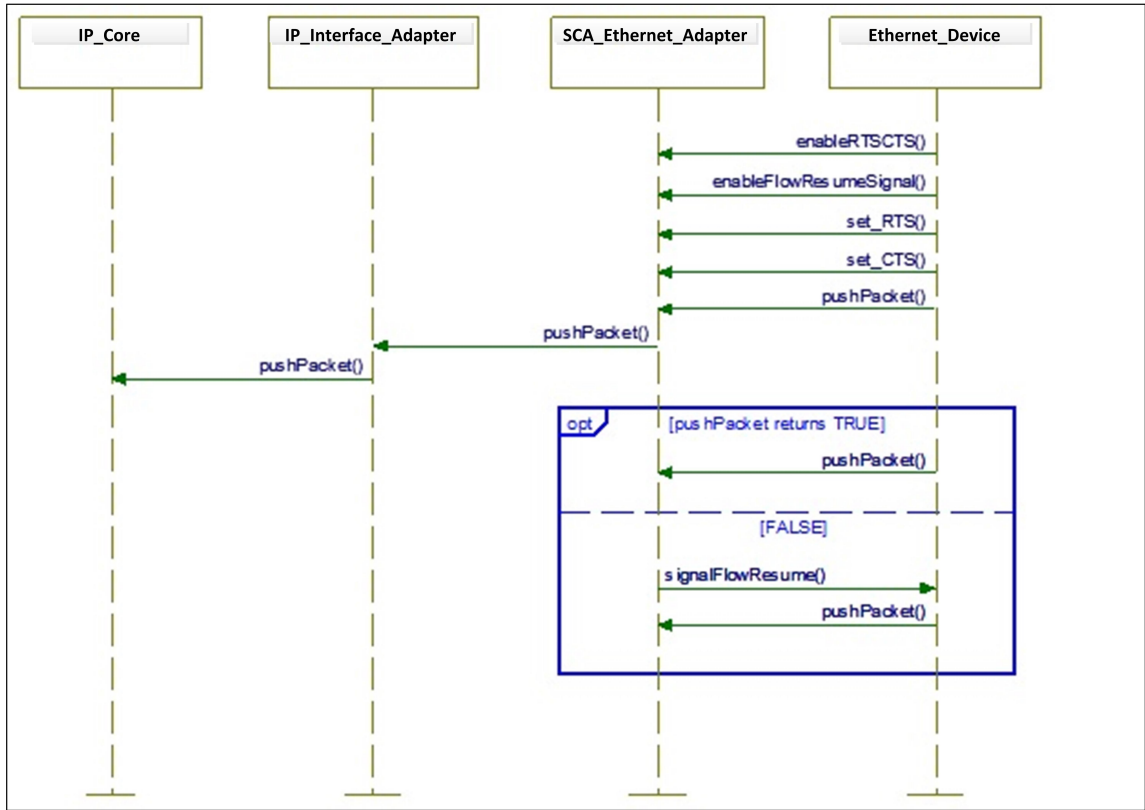 IP_Core
IP_Interface_Adapter
SCA_Ethernet_Adapter
Ethernet_Device
enableRTSCTS()
enableFlowResumeSignal()
set_RTS()
set_CTS()
pushPacket()
pushPacket()
pushPacket()
opt
[pushPacket returns TRUE]
pushPacket()
[FALSE]
signalFlowResume()
pushPacket()